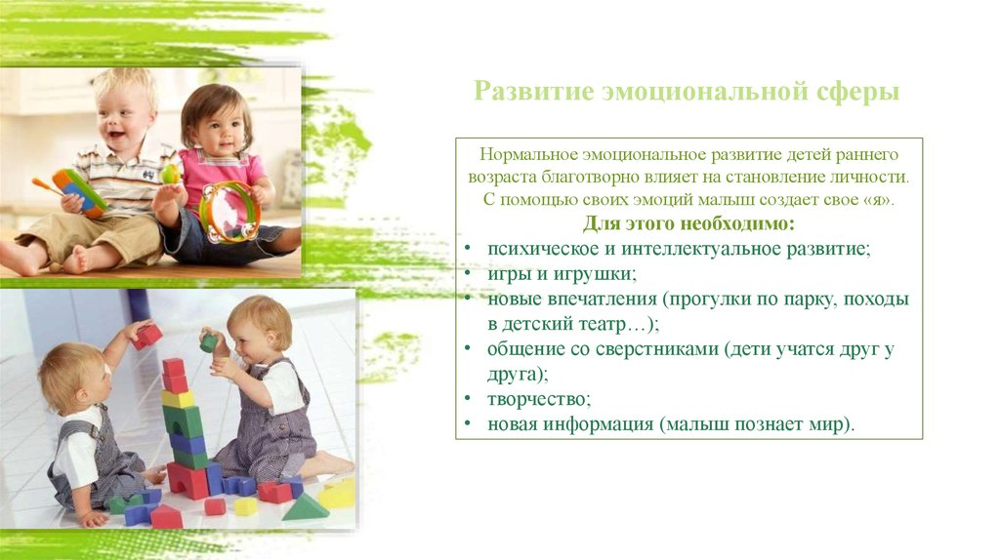 Развитие эмоциональной сферы
Нормальное эмоциональное развитие детей раннего
возраста благотворно влияет на становление личности.
С помощью своих эмоций малыш создает свое «я».
Для этого необходимо:
• психическое и интеллектуальное развитие;
• игры и игрушки;
• новые впечатления (прогулки по парку, походы
в детский театр…);
• общение со сверстниками (дети учатся друг у
друга);
• творчество;
• новая информация (малыш познает мир).